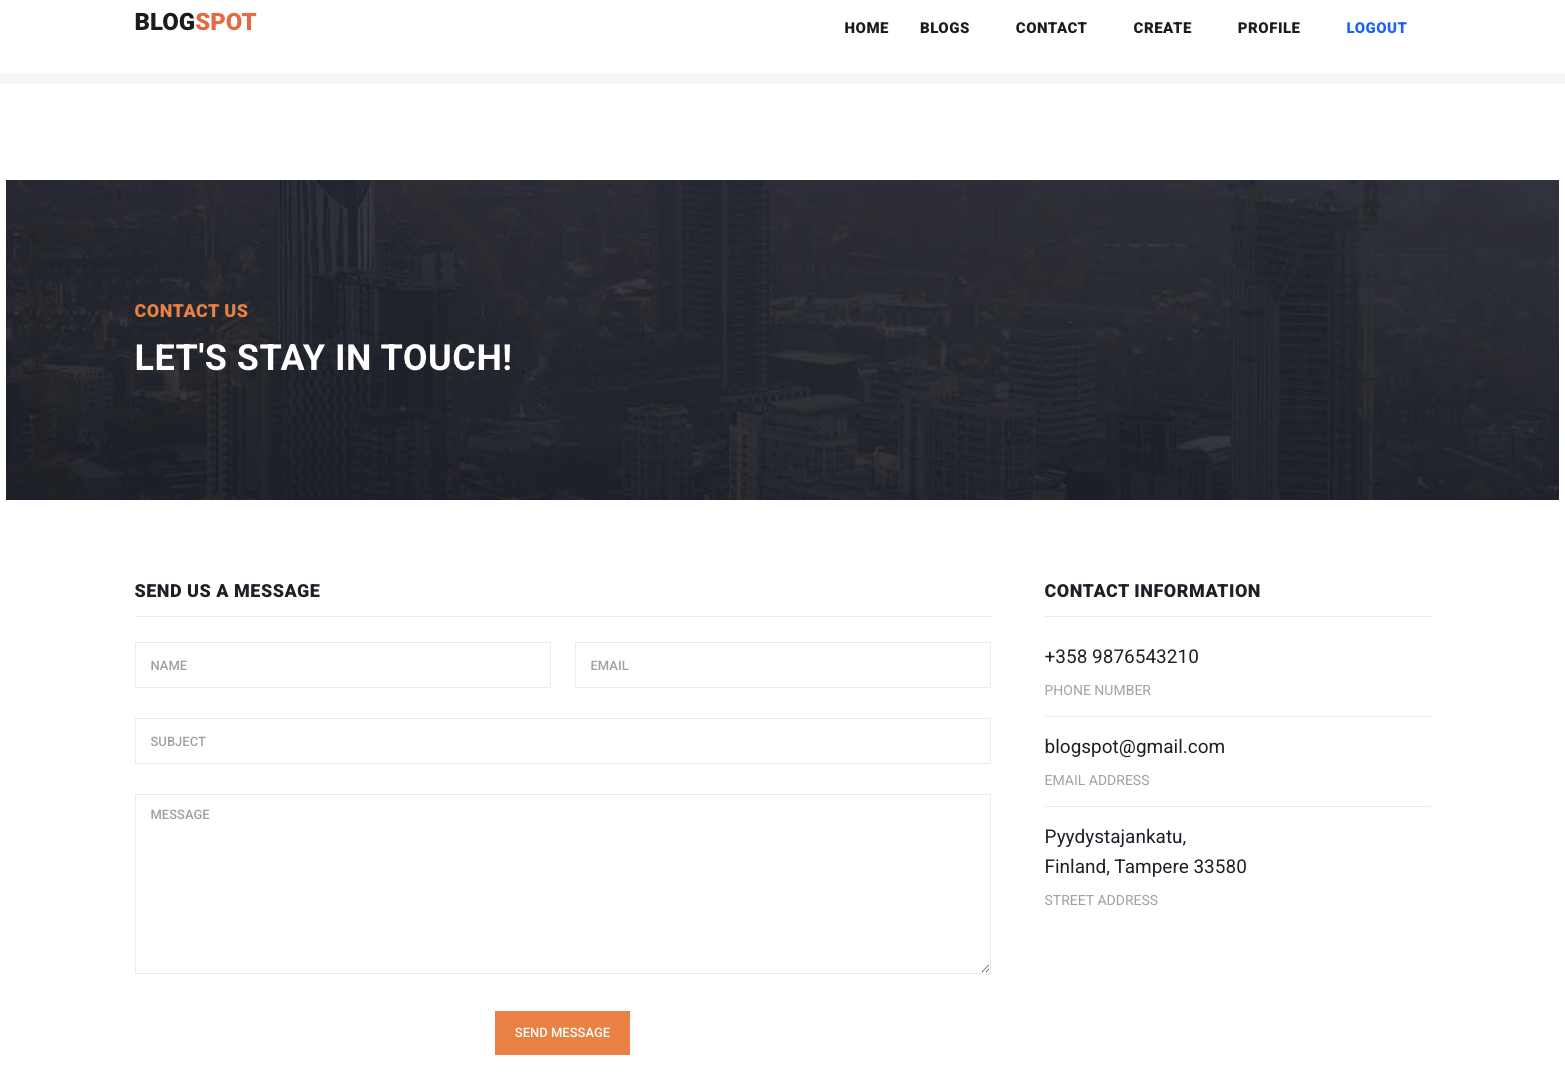 BLOGSPOT
HOME BLOGS CONTACT CREATE PROFILE LOGOUT
CONTACT US
LET'S STAY IN TOUCH!
SEND US A MESSAGE
NAME EMAIL
SUBJECT
MESSAGE
SEND MESSAGE
CONTACT INFORMATION
+358 9876543210
PHONE NUMBER
blogspot@gmail.com
EMAIL ADDRESS
Pyydystajankatu,
Finland, Tampere 33580
STREET ADDRESS